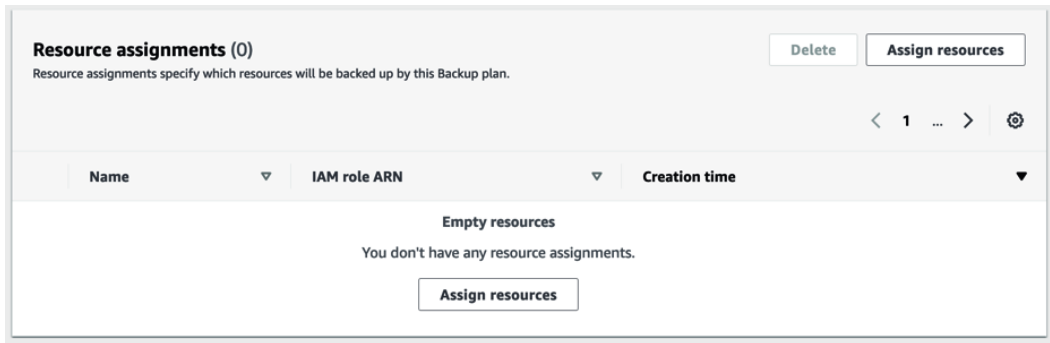 Resource assignments (0)
Delete
Assign resources
Resource assignments specify which resources will be backed up by this Backup plan.
1 ...
Name
IAM role ARN
Creation time
Empty resources
You don't have any resource assignments.
Assign resources